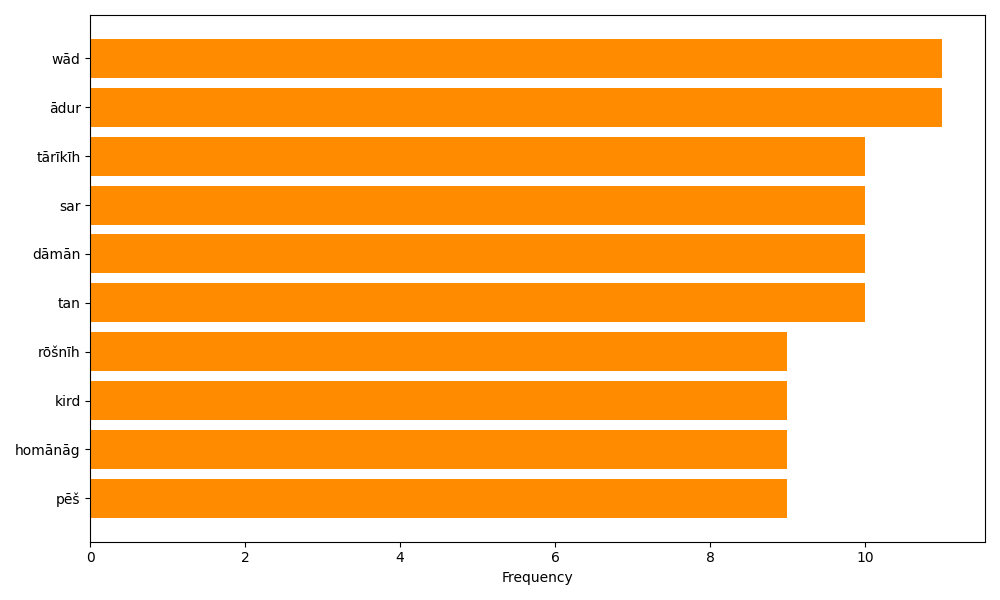 wād
ādur
tārīkīh
sar
dāmān
tan
rōšnīh
kird
homānāg
pēš
0 2 4 6 8 10
Frequency